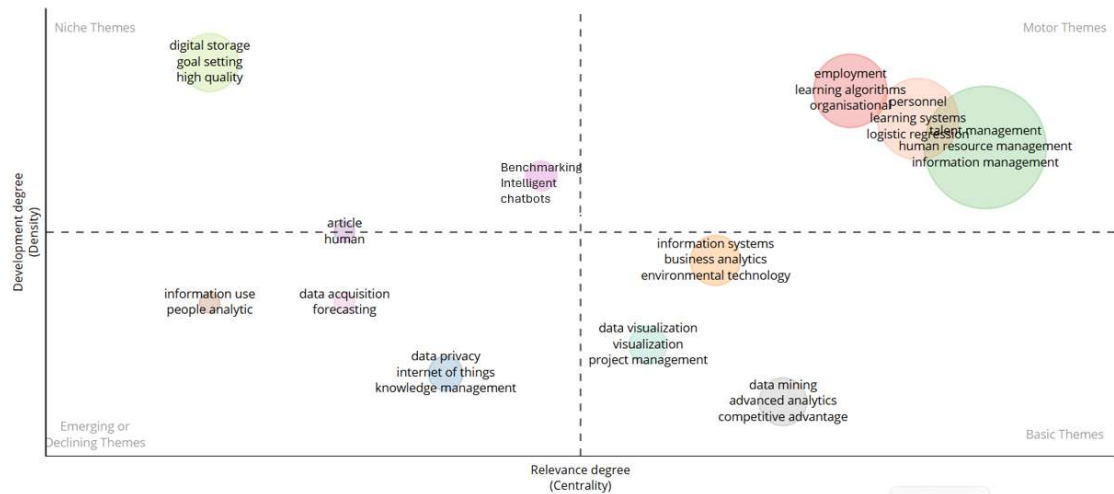 Niche Themes
Motor Themes
digital storage
goal setting
high quality
employment
learning algorithms
organisational
personnel
learning systems
logistic regression
talent management
human resource management
information management
Benchmarking
Intelligent
chatbots
article
human
information systems
business analytics
environmental technology
information use
people analytic
data acquisition
forecasting
data visualization
visualization
project management
data privacy
internet of things
knowledge management
data mining
advanced analytics
competitive advantage
Emerging or
Declining Themes
Basic Themes
Development degree
(Density)
Relevance degree
(Centrality)